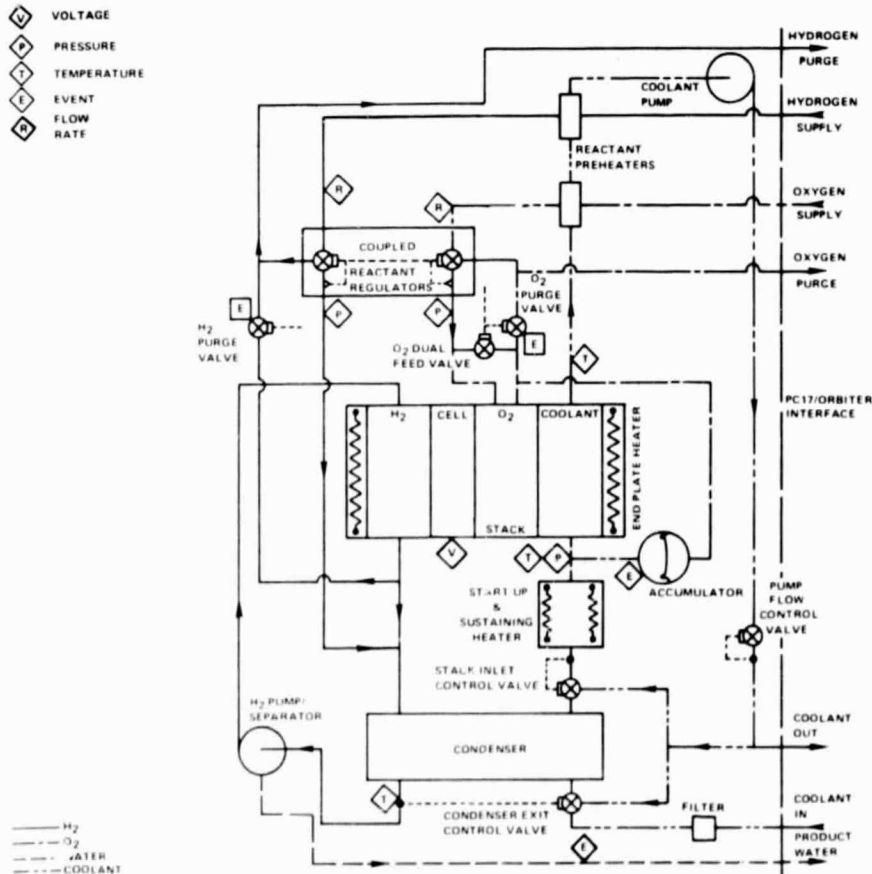 V VOLTAGE
P PRESSURE
T TEMPERATURE
E EVENT
R FLOW
RATE
HYDROGEN
PURGE
COOLANT
PUMP
HYDROGEN
SUPPLY
REACTANT
PREHEATERS
R
R
OXYGEN
SUPPLY
COUPLED
REACTANT
REGULATORS
OXYGEN
PURCE
O2
PURGE
VALVE
E
H2
PURGE
VALVE
P
P
E
O2 DUAL
FEED VALVE
T
PC17/ORBITER
INTERFACE
H2
CELL
O2
COOLANT
END PLATE HEATER
STACK
V
T
P
E
ACCUMULATOR
START UP
&
SUSTAINING
HEATER
PUMP
FLOW
CONTROL
VALVE
STACK INLET
CONTROL VALVE
H2 PUMP/
SEPARATOR
CONDENSER
COOLANT
OUT
T
CONDENSER EXIT
CONTROL VALVE
FILTER
COOLANT
IN
PRODUCT
WATER
E
H2
O2
ATER
COOLANT